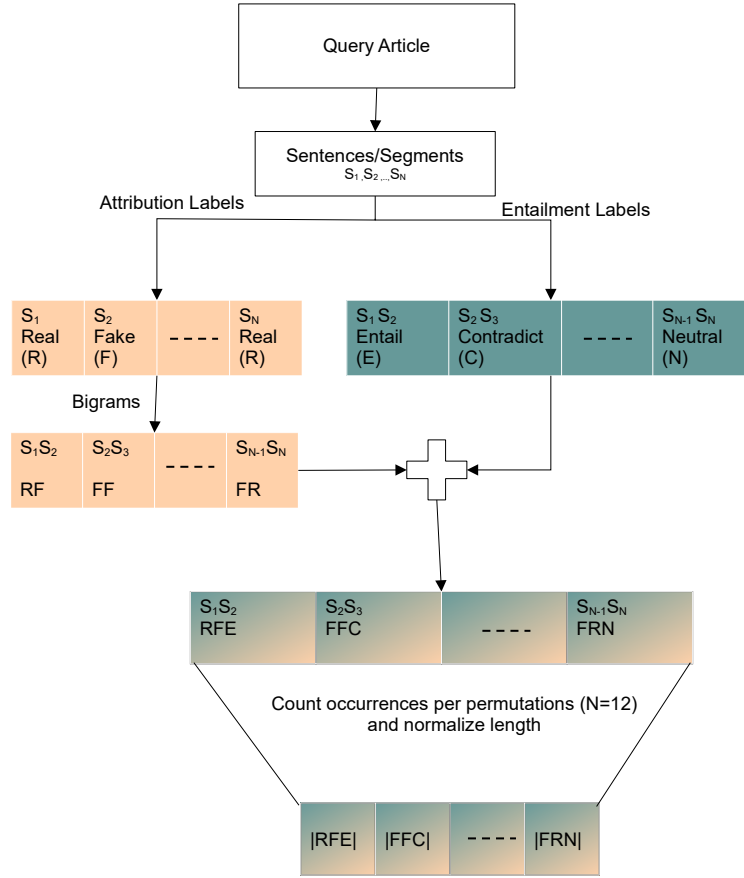 Query Article
Sentences/Segments
S1,S2,..,SN
Attribution Labels
Entailment Labels
S1
Real
(R)
S2
Fake
(F)
- - - -
SN
Real
(R)
S1 S2
Entail
(E)
S2 S3
Contradict
(C)
- - - -
SN-1 SN
Neutral
(N)
Bigrams
S1S2
RF
S2S3
FF
- - - -
SN-1SN
FR
S1S2
RFE
S2S3
FFC
- - - -
SN-1SN
FRN
Count occurrences per permutations (N=12)
and normalize length
|RFE|
|FFC|
- - - -
|FRN|